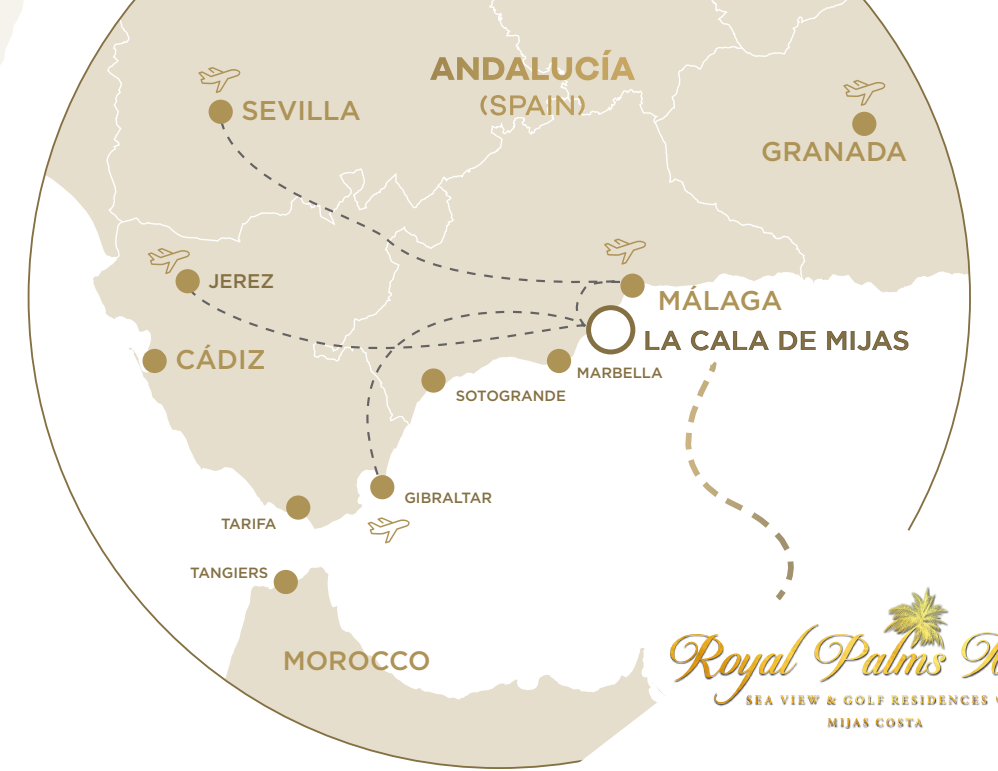 ANDALUCÍA
(SPAIN)
SEVILLA
GRANADA
JEREZ
MÁLAGA
LA CALA DE MIJAS
CÁDIZ
MARBELLA
SOTOGRANDE
GIBRALTAR
TARIFA
TANGIERS
MOROCCO
Royal Palms
SEA VIEW & GOLF RESIDENCES
MIJAS COSTA